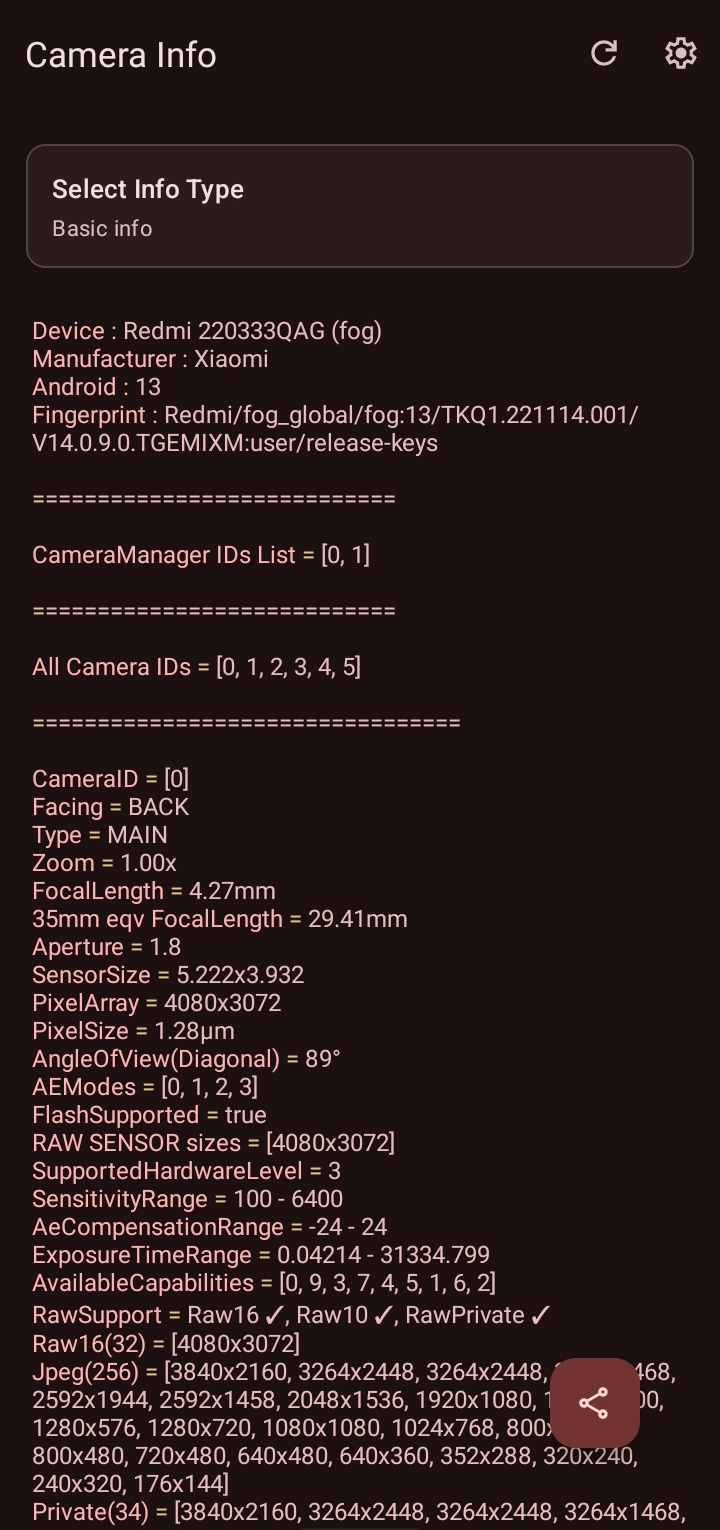 Camera Info
Select Info Type
Basic info
Device : Redmi 220333QAG (fog)
Manufacturer : Xiaomi
Android : 13
Fingerprint : Redmi/fog_global/fog:13/TKQ1.221114.001/
V14.0.9.0.TGEMIXM:user/release-keys
============================
CameraManager IDs List = [0, 1]
============================
All Camera IDs = [0, 1, 2, 3, 4, 5]
=================================
CameraID = [0]
Facing = BACK
Type = MAIN
Zoom = 1.00x
FocalLength = 4.27mm
35mm eqv FocalLength = 29.41mm
Aperture = 1.8
SensorSize = 5.222x3.932
PixelArray = 4080x3072
PixelSize = 1.28µm
AngleOfView(Diagonal) = 89°
AEModes = [0, 1, 2, 3]
FlashSupported = true
RAW SENSOR sizes = [4080x3072]
SupportedHardwareLevel = 3
SensitivityRange = 100 - 6400
AeCompensationRange = -24 - 24
ExposureTimeRange = 0.04214 - 31334.799
AvailableCapabilities = [0, 9, 3, 7, 4, 5, 1, 6, 2]
RawSupport = Raw16 ✓, Raw10 ✓, RawPrivate ✓
Raw16(32) = [4080x3072]
Jpeg(256) = [3840x2160, 3264x2448, 3264x2448,
2592x1944, 2592x1458, 2048x1536, 1920x1080,
1280x576, 1280x720, 1080x1080, 1024x768,
800x480, 720x480, 640x480, 640x360, 352x288, 320x240,
240x320, 176x144]
Private(34) = [3840x2160, 3264x2448, 3264x2448, 3264x1468,